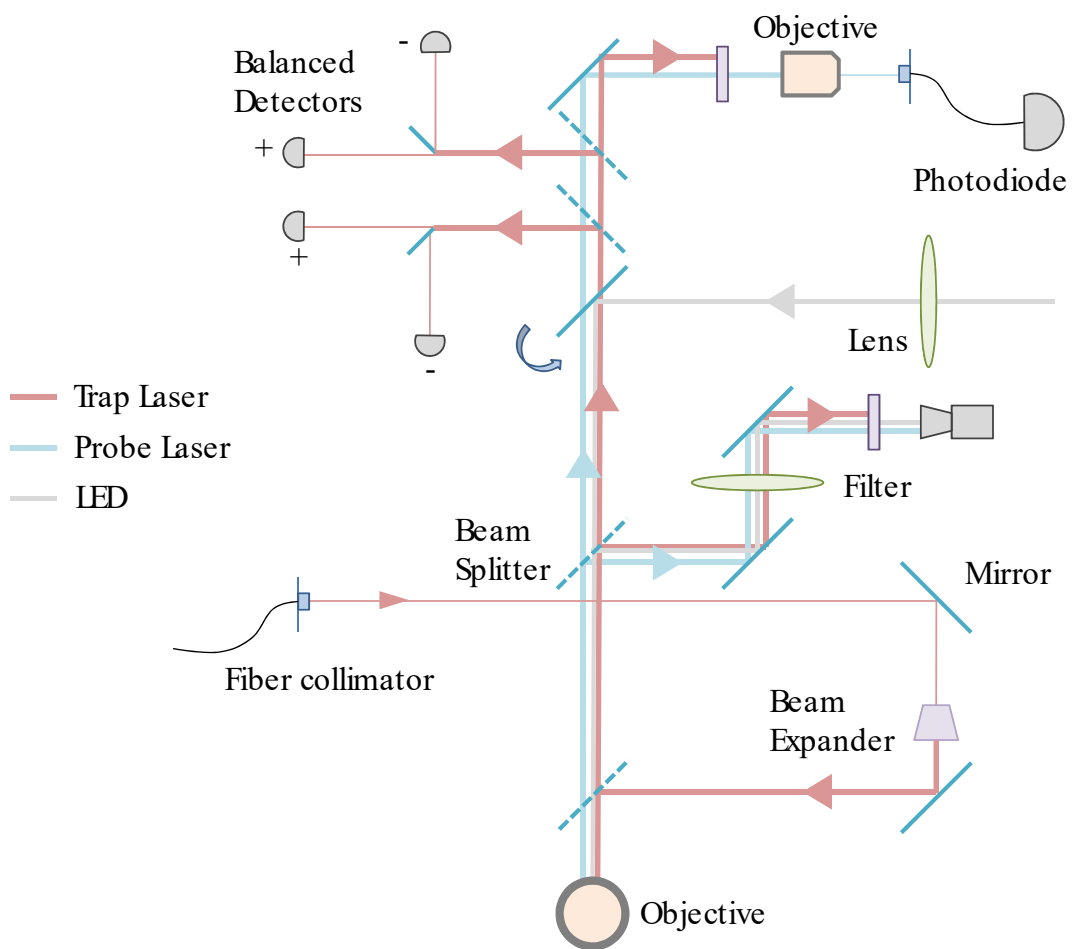 Objective
Balanced
Detectors
-
+
Photodiode
+
-
Lens
Trap Laser
Probe Laser
LED
Filter
Beam
Splitter
Mirror
Fiber collimator
Beam
Expander
Objective